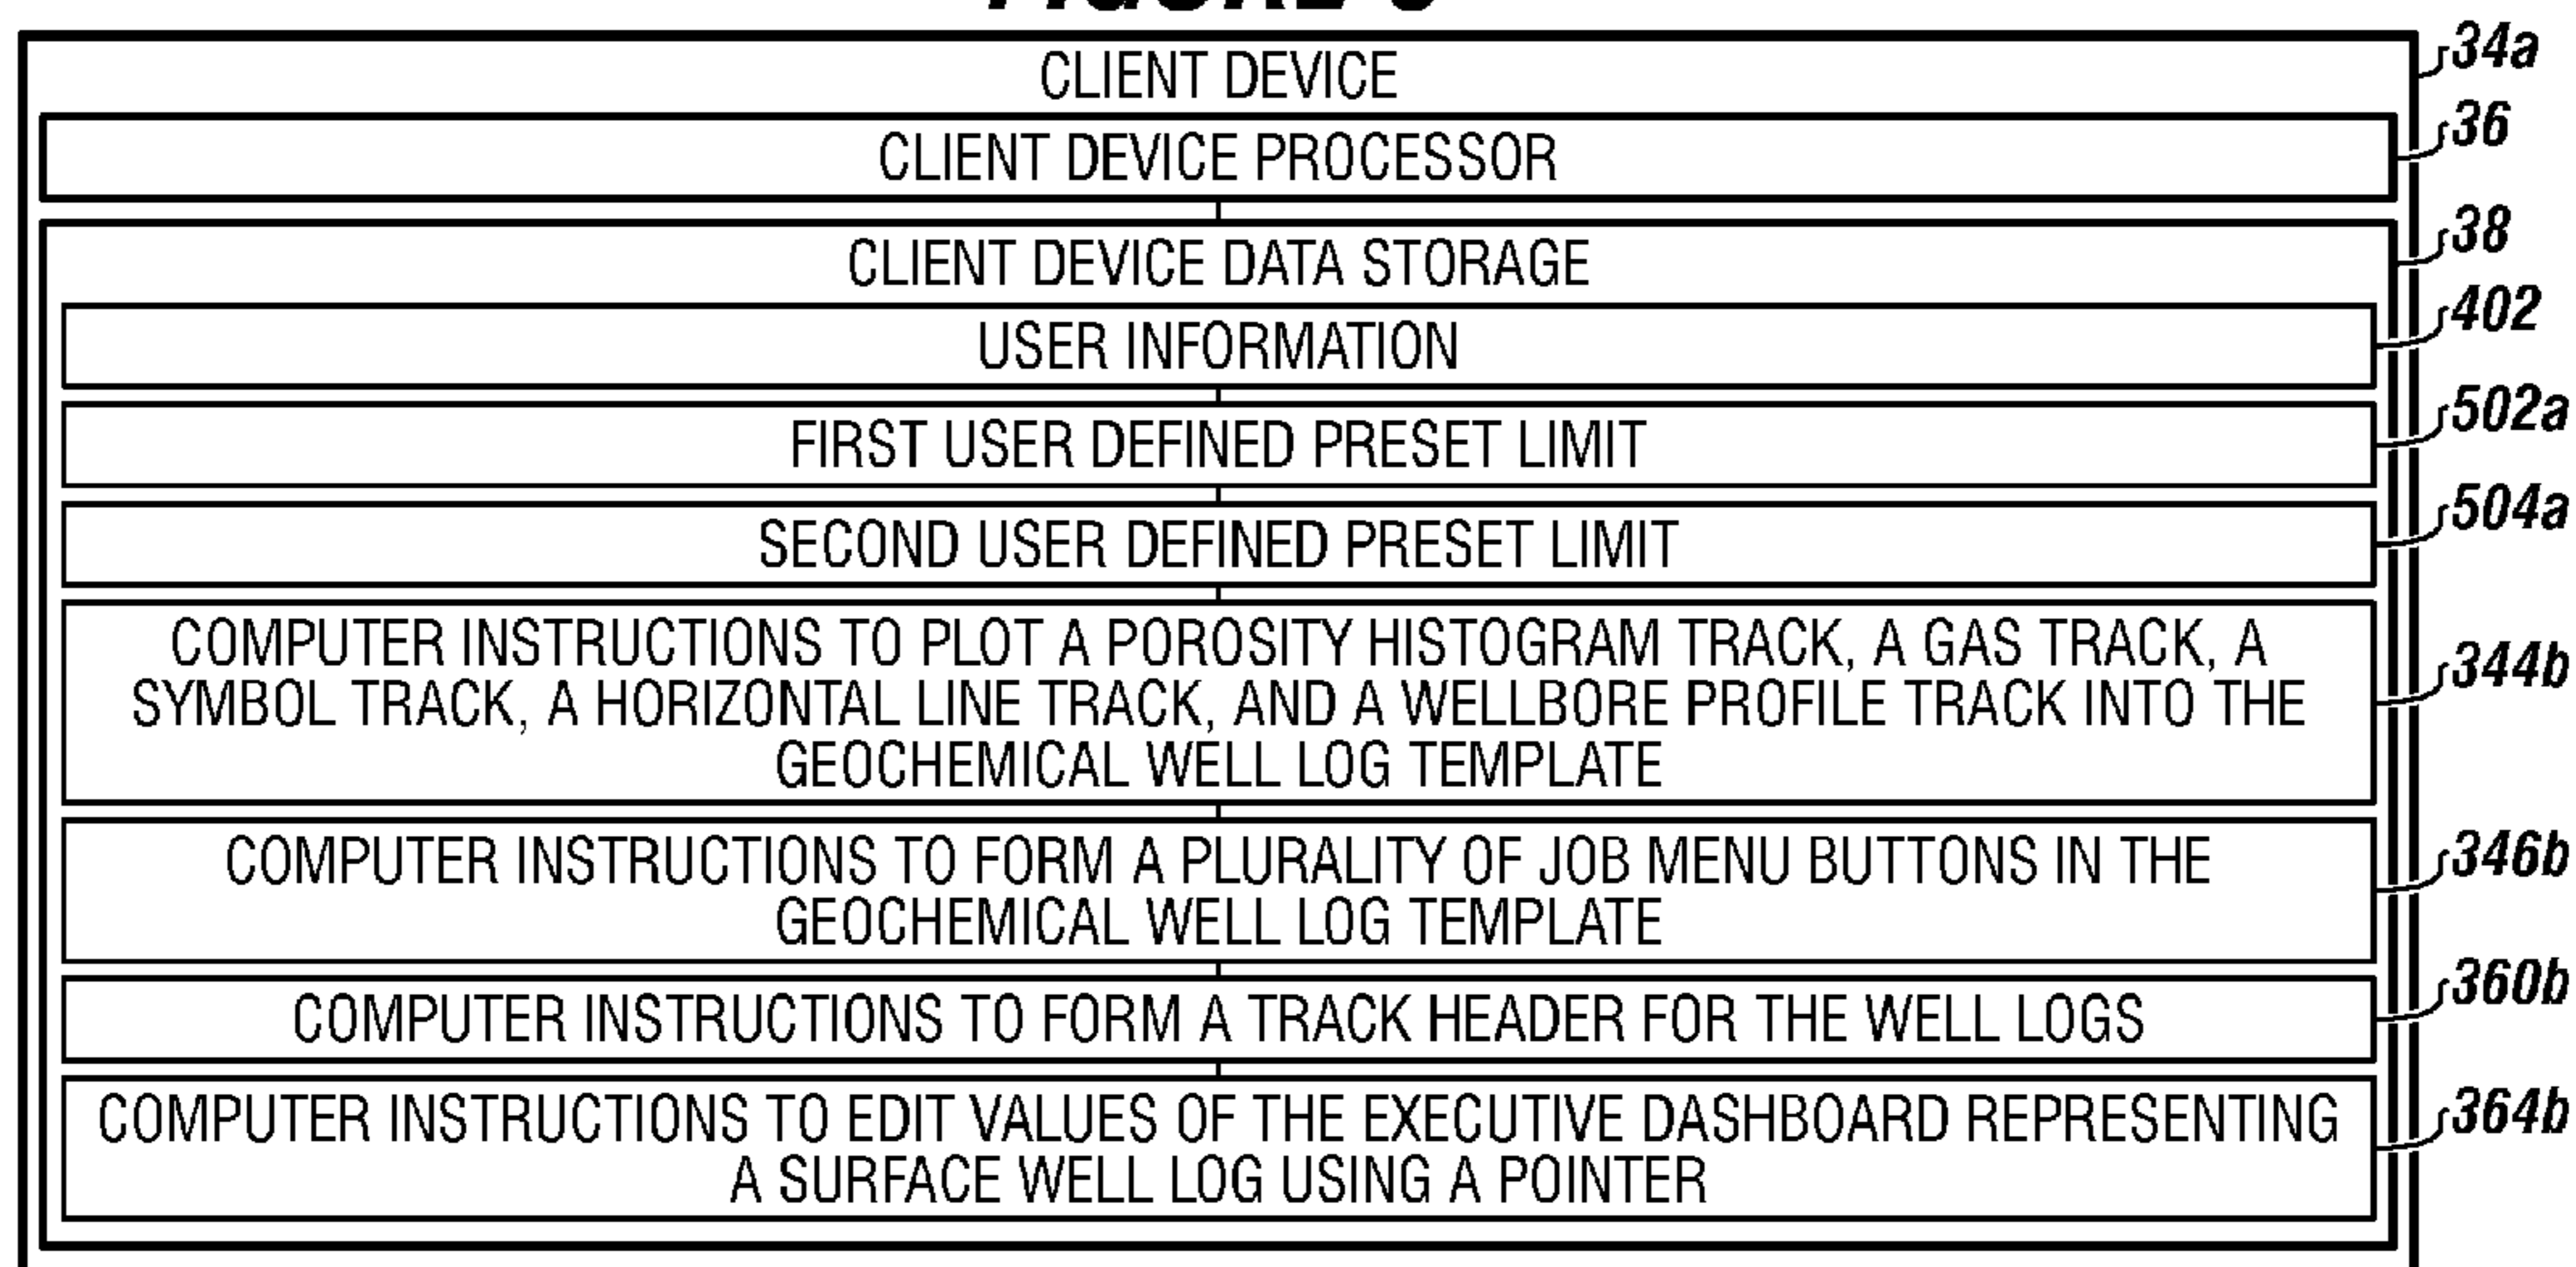 CLIENT DEVICE
34a
CLIENT DEVICE PROCESSOR
36
CLIENT DEVICE DATA STORAGE
38
USER INFORMATION
402
FIRST USER DEFINED PRESET LIMIT
502a
SECOND USER DEFINED PRESET LIMIT
504a
COMPUTER INSTRUCTIONS TO PLOT A POROSITY HISTOGRAM TRACK, A GAS TRACK, A
SYMBOL TRACK, A HORIZONTAL LINE TRACK, AND A WELLBORE PROFILE TRACK INTO THE
GEOCHEMICAL WELL LOG TEMPLATE
344b
COMPUTER INSTRUCTIONS TO FORM A PLURALITY OF JOB MENU BUTTONS IN THE
GEOCHEMICAL WELL LOG TEMPLATE
346b
COMPUTER INSTRUCTIONS TO FORM A TRACK HEADER FOR THE WELL LOGS
360b
COMPUTER INSTRUCTIONS TO EDIT VALUES OF THE EXECUTIVE DASHBOARD REPRESENTING
A SURFACE WELL LOG USING A POINTER
364b